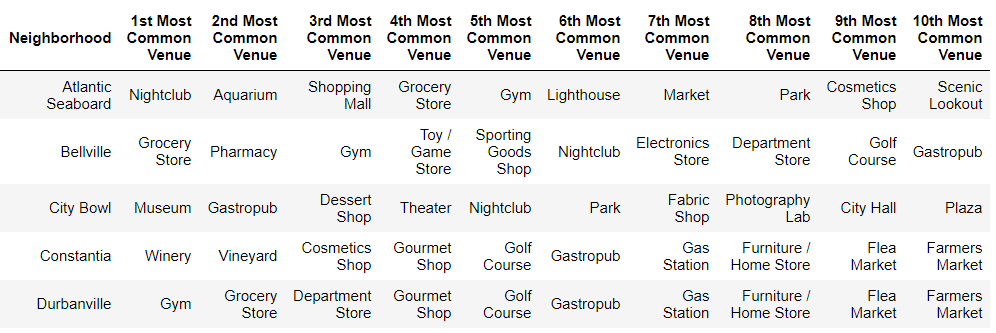 Neighborhood 1st Most Common Venue 2nd Most Common Venue 3rd Most Common Venue 4th Most Common Venue 5th Most Common Venue 6th Most Common Venue 7th Most Common Venue 8th Most Common Venue 9th Most Common Venue 10th Most Common Venue
Atlantic Seaboard Nightclub Aquarium Shopping Mall Grocery Store Gym Lighthouse Market Park Cosmetics Shop Scenic Lookout
Bellville Grocery Store Pharmacy Gym Toy / Game Store Sporting Goods Shop Nightclub Electronics Store Department Store Golf Course Gastropub
City Bowl Museum Gastropub Dessert Shop Theater Nightclub Park Fabric Shop Photography Lab City Hall Plaza
Constantia Winery Vineyard Cosmetics Shop Gourmet Shop Golf Course Gastropub Gas Station Furniture / Home Store Flea Market Farmers Market
Durbanville Gym Grocery Store Department Store Gourmet Shop Golf Course Gastropub Gas Station Furniture / Home Store Flea Market Farmers Market